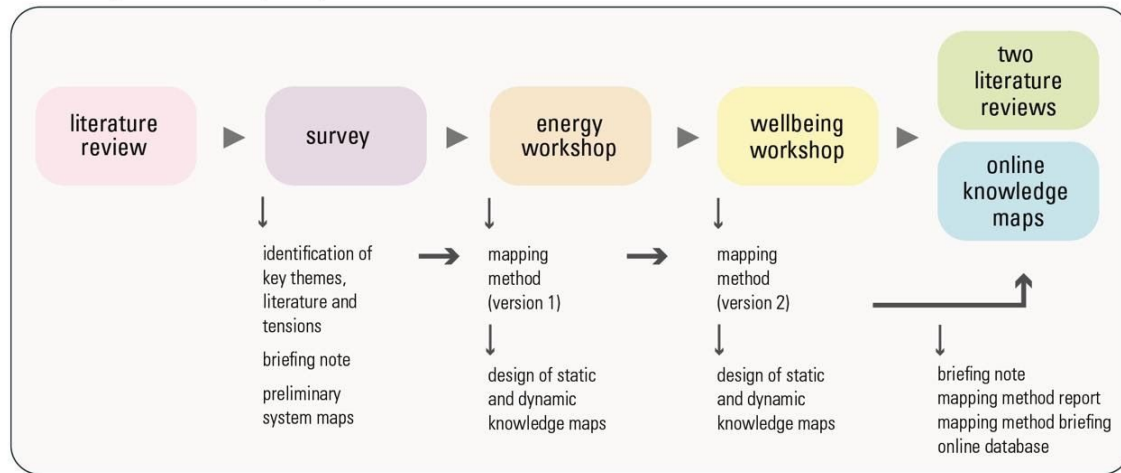 literature
review
survey
energy
workshop
wellbeing
workshop
two
literature
reviews
online
knowledge
maps
identification of
key themes,
literature and
tensions
briefing note
preliminary
system maps
mapping
method
(version 1)
design of static
and dynamic
knowledge maps
mapping
method
(version 2)
design of static
and dynamic
knowledge maps
briefing note
mapping method report
mapping method briefing
online database